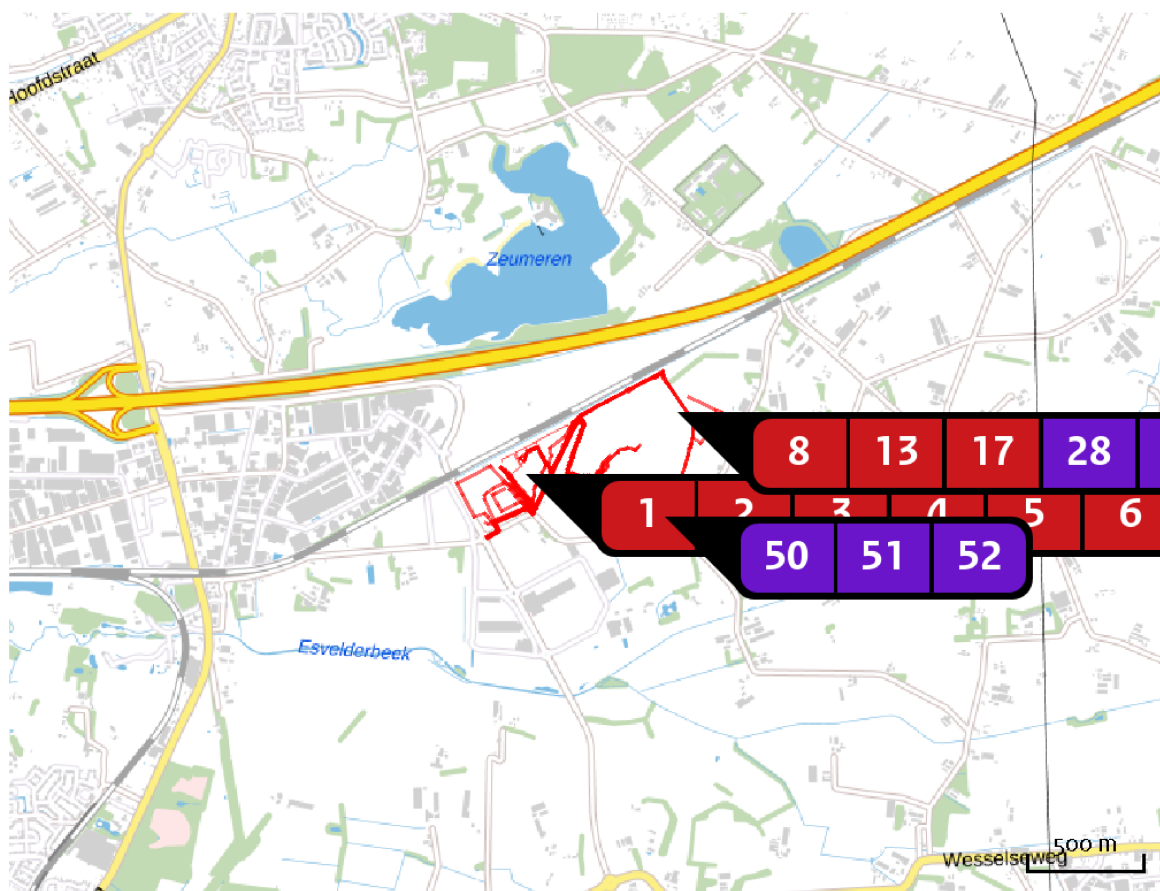 Hoofdstraat
Zeumeren
8 13 17 28
1 2 3 4 5 6
50 51 52
Esvelderbeek
500 m
Wesselseweg